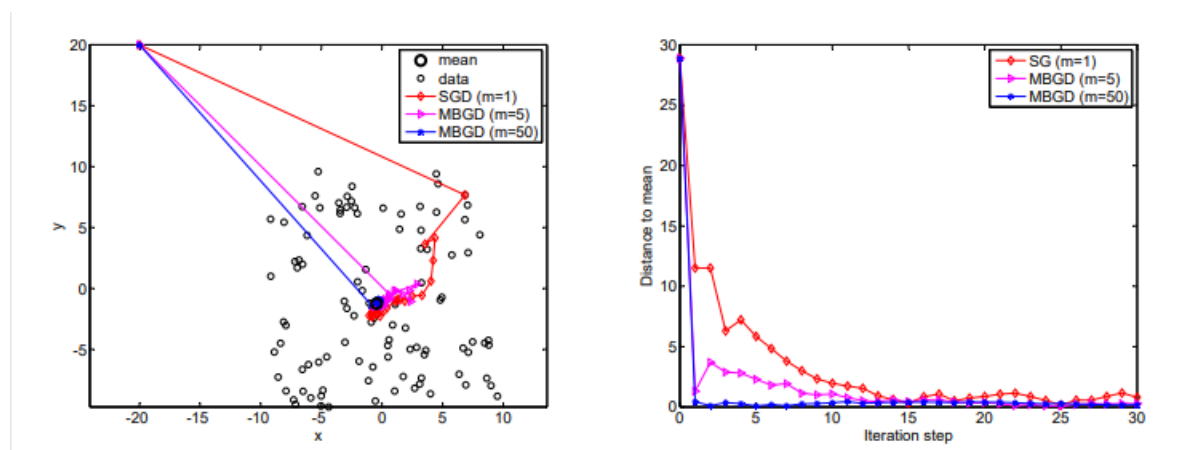 20
15
10
5
0
-5
-20
-15
-10
-5
0
5
10
x
y
mean
data
SGD (m=1)
MBGD (m=5)
MBGD (m=50)
30
25
20
15
10
5
0
0
5
10
15
20
25
30
Iteration step
Distance to mean
SG (m=1)
MBGD (m=5)
MBGD (m=50)